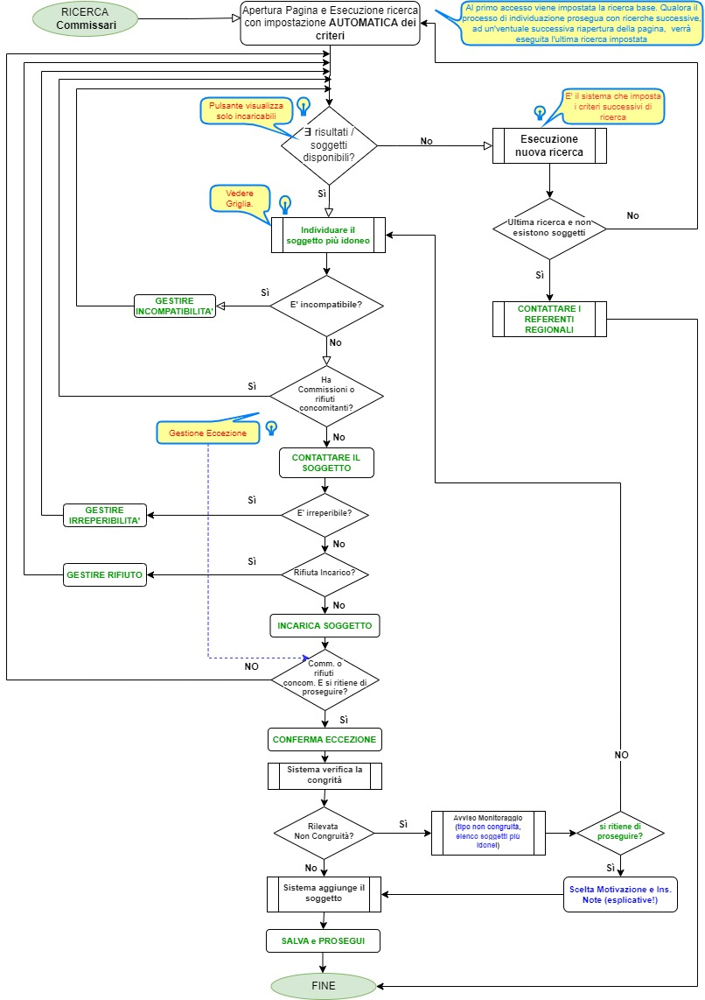 RICERCA
Commissari
Apertura Pagina e Esecuzione ricerca
con impostazione AUTOMATICA dei
criteri
Al primo accesso viene impostata la ricerca base. Qualora il
processo di individuazione prosegua con ricerche successive,
ad un'ventuale successiva riapertura della pagina, verrà
eseguita l'ultima ricerca impostata
Pulsante visualizza
solo incaricabili
E' il sistema che imposta
i criteri successivi di
ricerca
∃ risultati /
soggetti
disponibili?
No
Esecuzione
nuova ricerca
Sì
Vedere
Griglia.
Individuare il
soggetto più idoneo
Ultima ricerca e non
esistono soggetti
No
Sì
CONTATTARE I
REFERENTI
REGIONALI
E' incompatibile?
Sì
GESTIRE
INCOMPATIBILITA'
No
Ha
Commissioni o
rifiuti
concomitanti?
Sì
Gestione Eccezione
No
CONTATTARE IL
SOGGETTO
E' irreperibile?
Sì
GESTIRE
IRREPERIBILITA'
No
Rifiuta Incarico?
Sì
GESTIRE RIFIUTO
No
INCARICA SOGGETTO
Comm. o
rifiuti
concom. E si ritiene di
proseguire?
NO
Sì
CONFERMA ECCEZIONE
Sistema verifica la
congrità
NO
Rilevata
Non Congruità?
Sì
Avviso Monitoraggio
(tipo non congruità,
elenco soggetti più
idonei)
si ritiene di
proseguire?
No
Sì
Sistema aggiunge il
soggetto
Scelta Motivazione e Ins.
Note (esplicative!)
SALVA e PROSEGUI
FINE